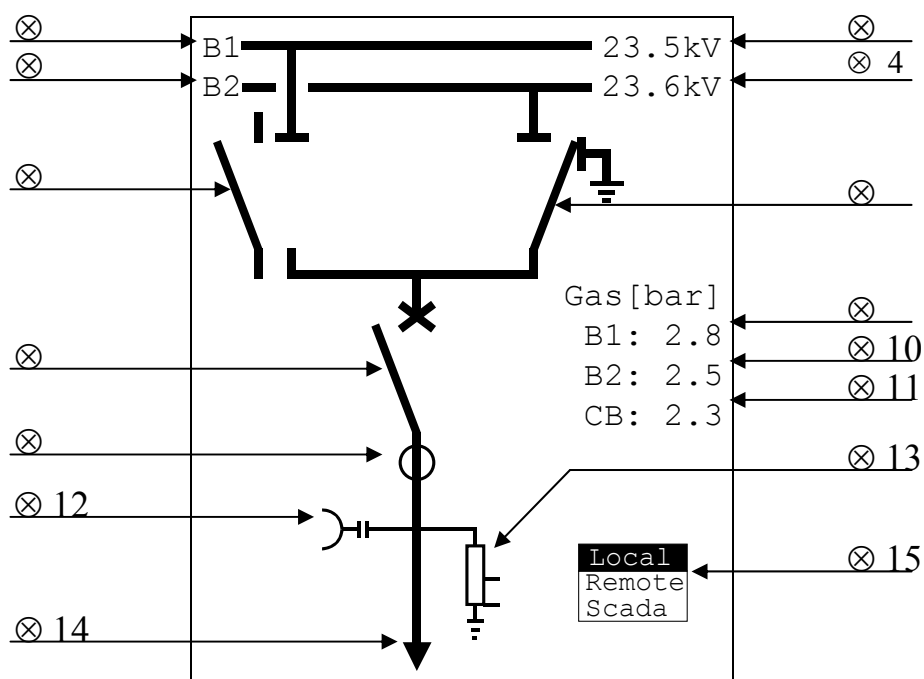 ⊗
⊗
B1
23.5kV
⊗
B2
23.6kV
⊗ 4
⊗
⊗
Gas[bar]
⊗
B1: 2.8
⊗
⊗ 10
B2: 2.5
⊗ 11
CB: 2.3
⊗
⊗ 13
⊗ 12
Local
Remote
Scada
⊗ 15
⊗ 14